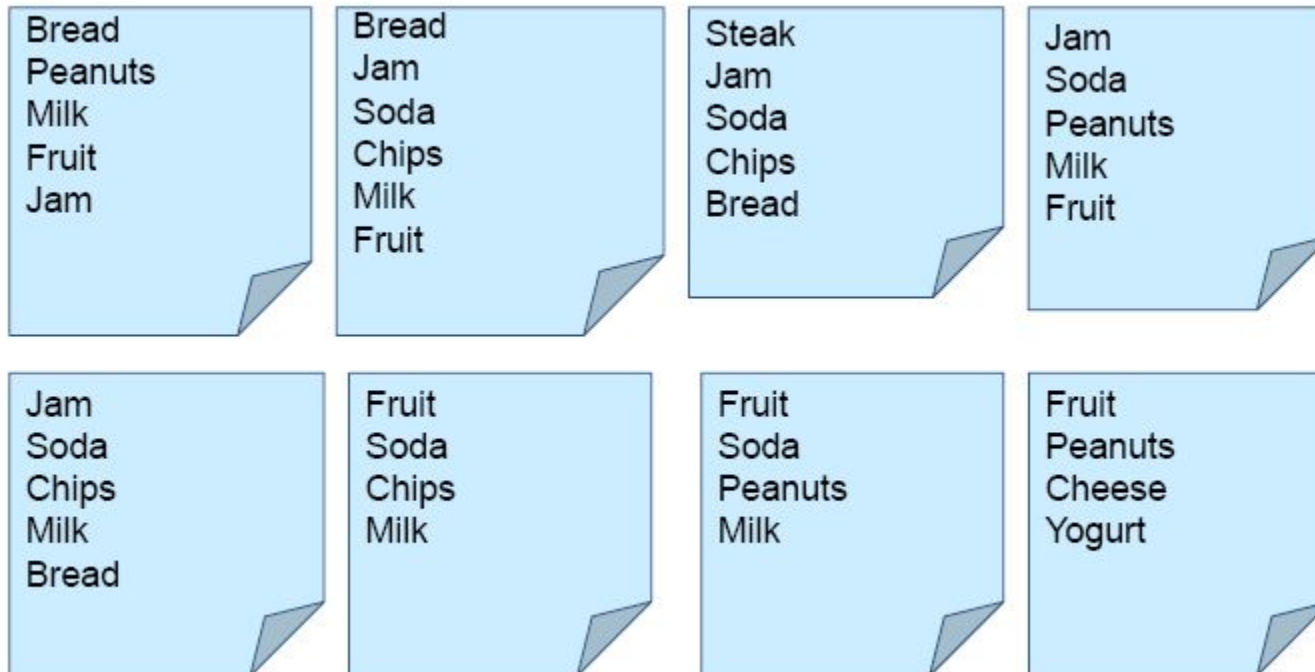 Bread
Peanuts
Milk
Fruit
Jam
Bread
Jam
Soda
Chips
Milk
Fruit
Steak
Jam
Soda
Chips
Bread
Jam
Soda
Peanuts
Milk
Fruit
Jam
Soda
Chips
Milk
Bread
Fruit
Soda
Chips
Milk
Fruit
Soda
Peanuts
Milk
Fruit
Peanuts
Cheese
Yogurt